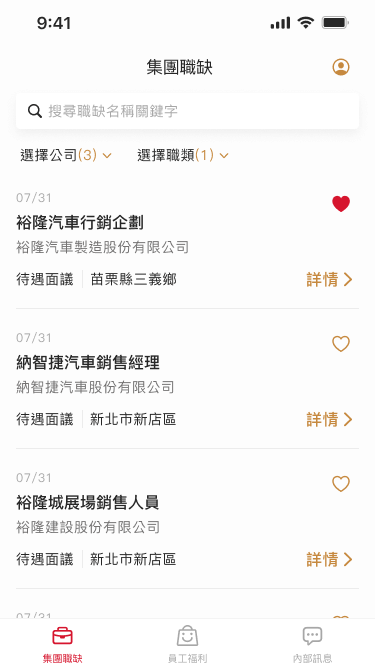 9:41
集團職缺
搜尋職缺名稱關鍵字
選擇公司(3) 選擇職類(1)
07/31
裕隆汽車行銷企劃
裕隆汽車製造股份有限公司
待遇面議 苗栗縣三義鄉 詳情
07/31
納智捷汽車銷售經理
納智捷汽車股份有限公司
待遇面議 新北市新店區 詳情
07/31
裕隆城展場銷售人員
裕隆建設股份有限公司
待遇面議 新北市新店區 詳情
07/31
集團職缺 員工福利 內部訊息